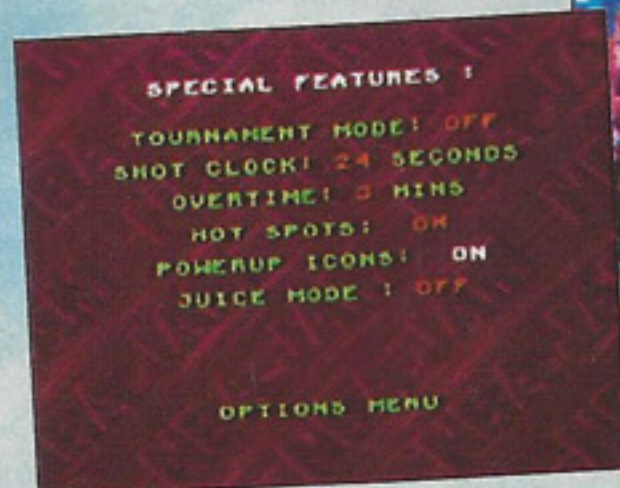 SPECIAL FEATURES :
TOURNAMENT MODE: OFF
SHOT CLOCK: 24 SECONDS
OVERTIME: 3 MINS
HOT SPOTS: ON
POWERUP ICONS: ON
JUICE MODE : OFF
OPTIONS MENU